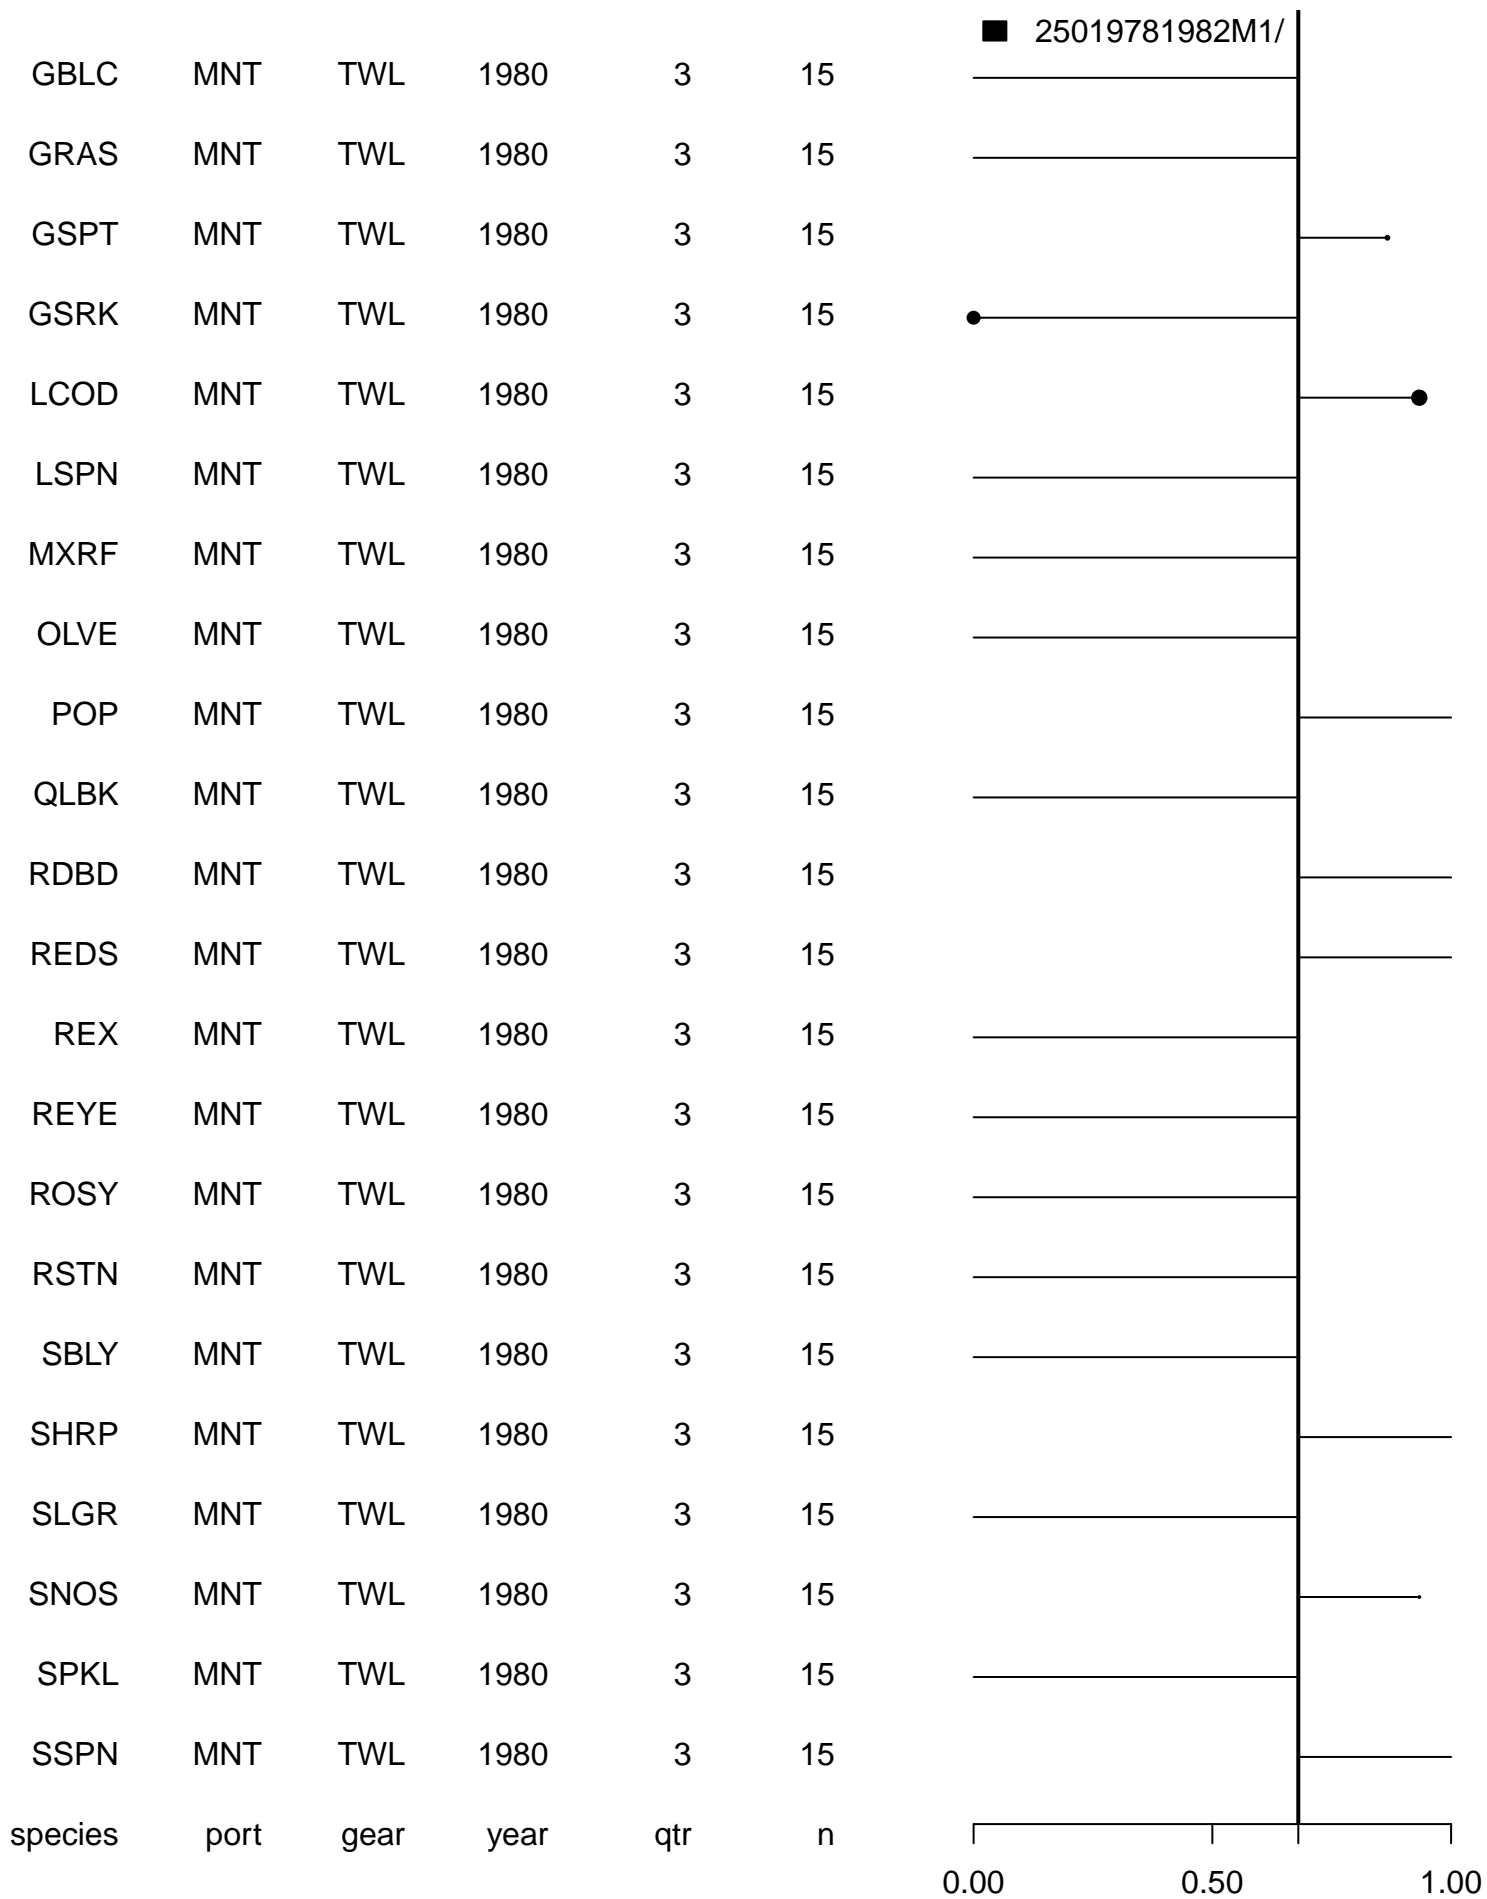 25019781982M1/
GBLC MNT TWL 1980 3 15
GRAS MNT TWL 1980 3 15
GSPT MNT TWL 1980 3 15
GSRK MNT TWL 1980 3 15
LCOD MNT TWL 1980 3 15
LSPN MNT TWL 1980 3 15
MXRF MNT TWL 1980 3 15
OLVE MNT TWL 1980 3 15
POP MNT TWL 1980 3 15
QLBK MNT TWL 1980 3 15
RDBD MNT TWL 1980 3 15
REDS MNT TWL 1980 3 15
REX MNT TWL 1980 3 15
REYE MNT TWL 1980 3 15
ROSY MNT TWL 1980 3 15
RSTN MNT TWL 1980 3 15
SBLY MNT TWL 1980 3 15
SHRP MNT TWL 1980 3 15
SLGR MNT TWL 1980 3 15
SNOS MNT TWL 1980 3 15
SPKL MNT TWL 1980 3 15
SSPN MNT TWL 1980 3 15
species port gear year qtr n
0.00 0.50 1.00